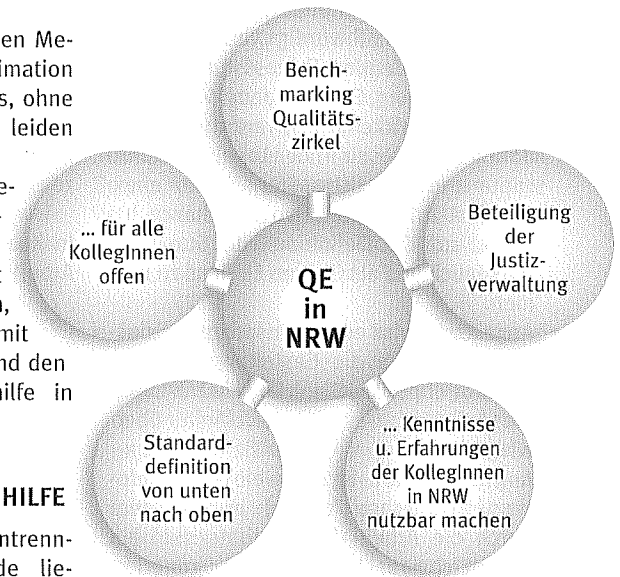 en Me-
imation
s, ohne
leiden
e-
t
,
mit
nd den
hilfe in
HILFE
ntrenn-
de lie-
Bench-
marking
Qualitäts-
zirkel
... für alle
KollegInnen
offen
Beteiligung
der
Justiz-
verwaltung
QE
in
NRW
Standard-
definition
von unten
nach oben
... Kenntnisse
u. Erfahrungen
der KollegInnen
in NRW
nutzbar machen